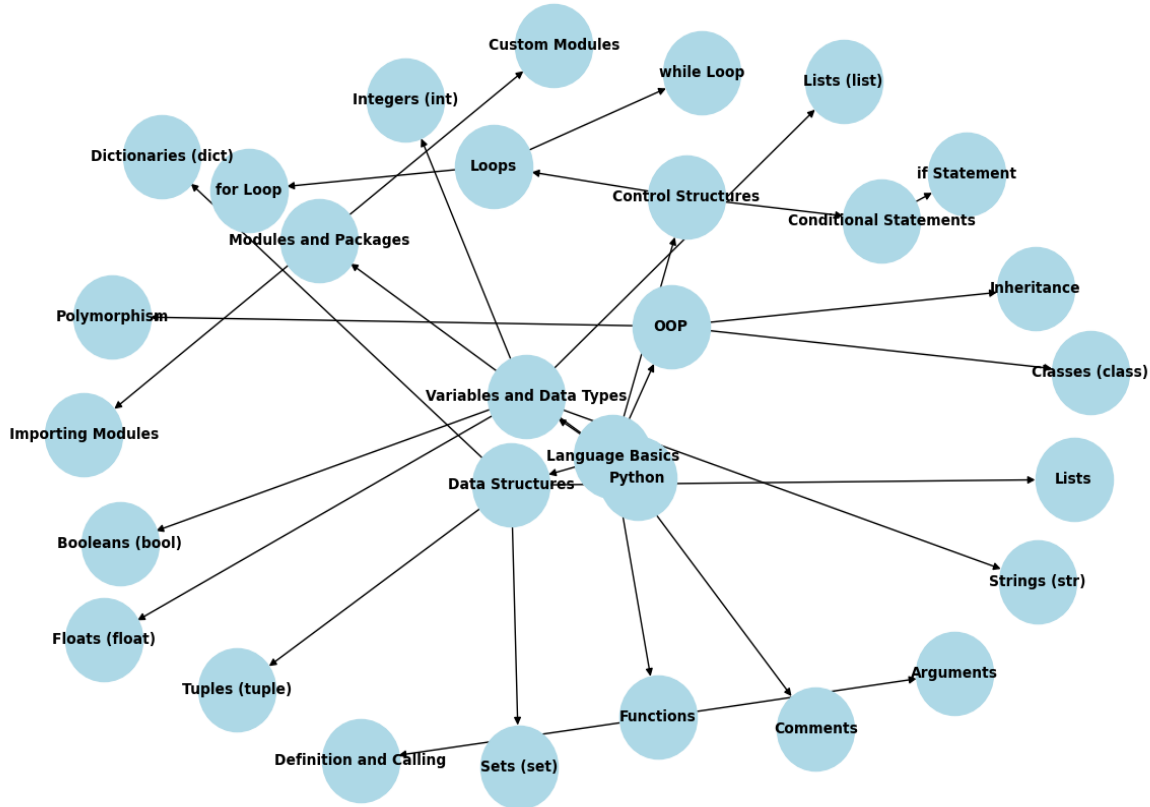 Custom Modules
while Loop
Lists (list)
Integers (int)
Dictionaries (dict)
Loops
if Statement
for Loop
Control Structures
Conditional Statements
Modules and Packages
Inheritance
Polymorphism
OOP
Classes (class)
Variables and Data Types
Importing Modules
Language Basics
Python
Data Structures
Lists
Booleans (bool)
Strings (str)
Floats (float)
Arguments
Tuples (tuple)
Functions
Comments
Definition and Calling
Sets (set)